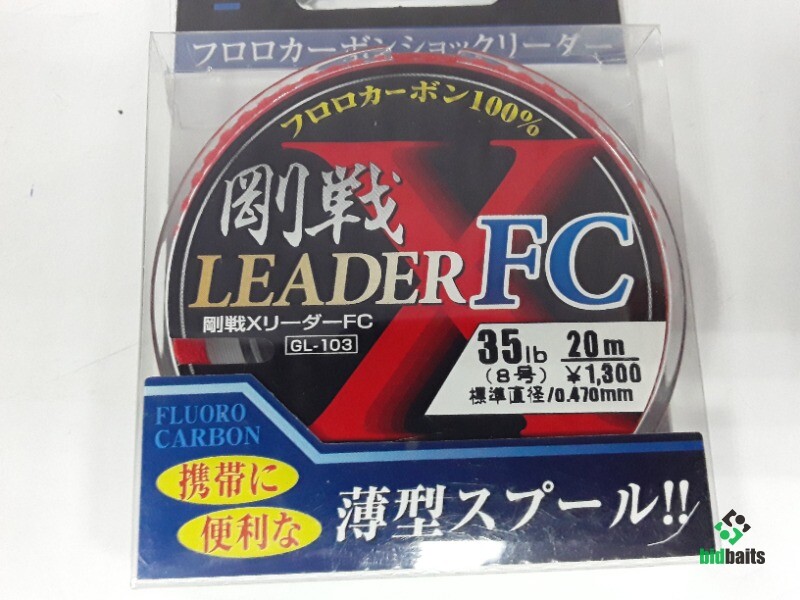 フロロカーボンショックリーダー
フロロカーボン100%
X
剛戦
LEADER FC
剛戦XリーダーFC
GL-103
35lb 20m
(8号) ¥1,300
標準直径/0.470mm
FLUORO
CARBON
携帯に
便利な
薄型スプール!!
bidbaits